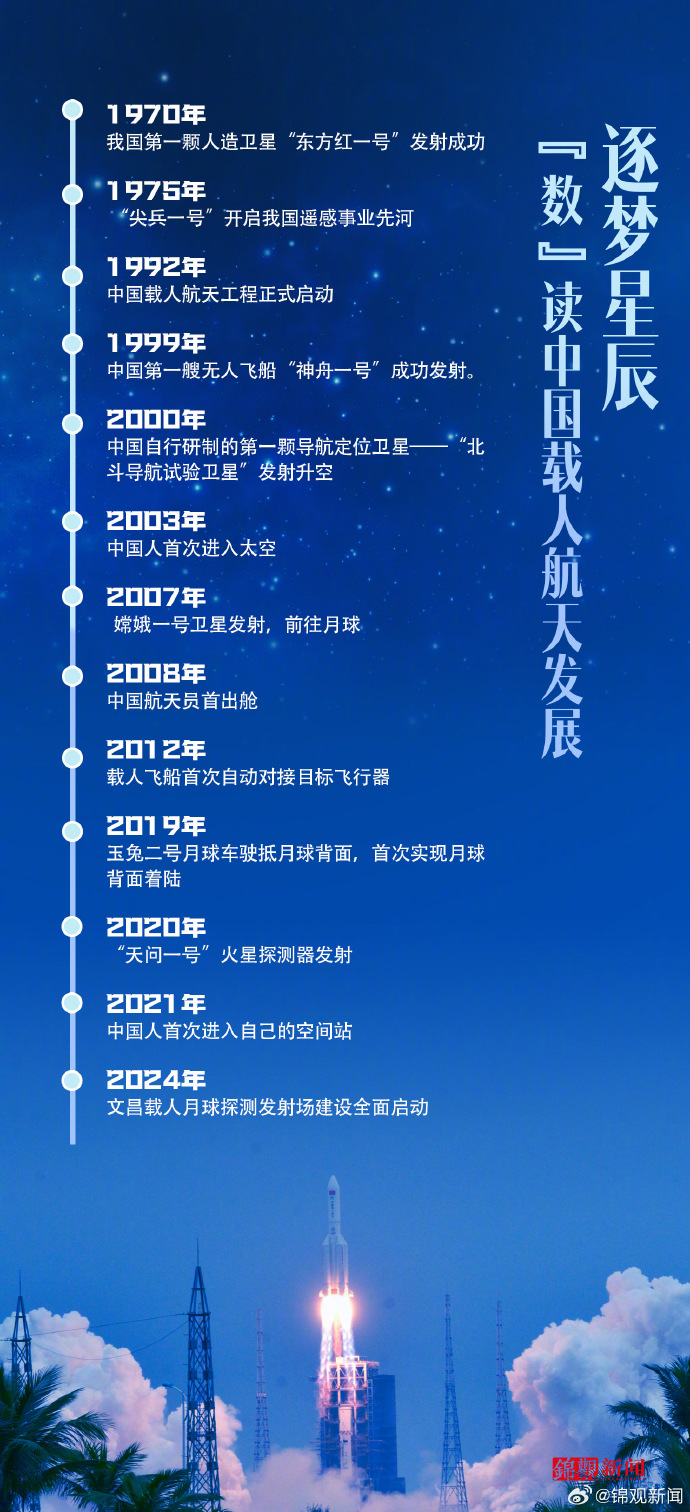 逐梦星辰
『数』读中国载人航天发展
1970年
我国第一颗人造卫星“东方红一号”发射成功
1975年
“尖兵一号”开启我国遥感事业先河
1992年
中国载人航天工程正式启动
1999年
中国第一艘无人飞船“神舟一号”成功发射。
2000年
中国自行研制的第一颗导航定位卫星——“北
斗导航试验卫星”发射升空
2003年
中国人首次进入太空
2007年
嫦娥一号卫星发射，前往月球
2008年
中国航天员首出舱
2012年
载人飞船首次自动对接目标飞行器
2019年
玉兔二号月球车驶抵月球背面，首次实现月球
背面着陆
2020年
“天问一号”火星探测器发射
2021年
中国人首次进入自己的空间站
2024年
文昌载人月球探测发射场建设全面启动
錦觀新闻
@锦观新闻